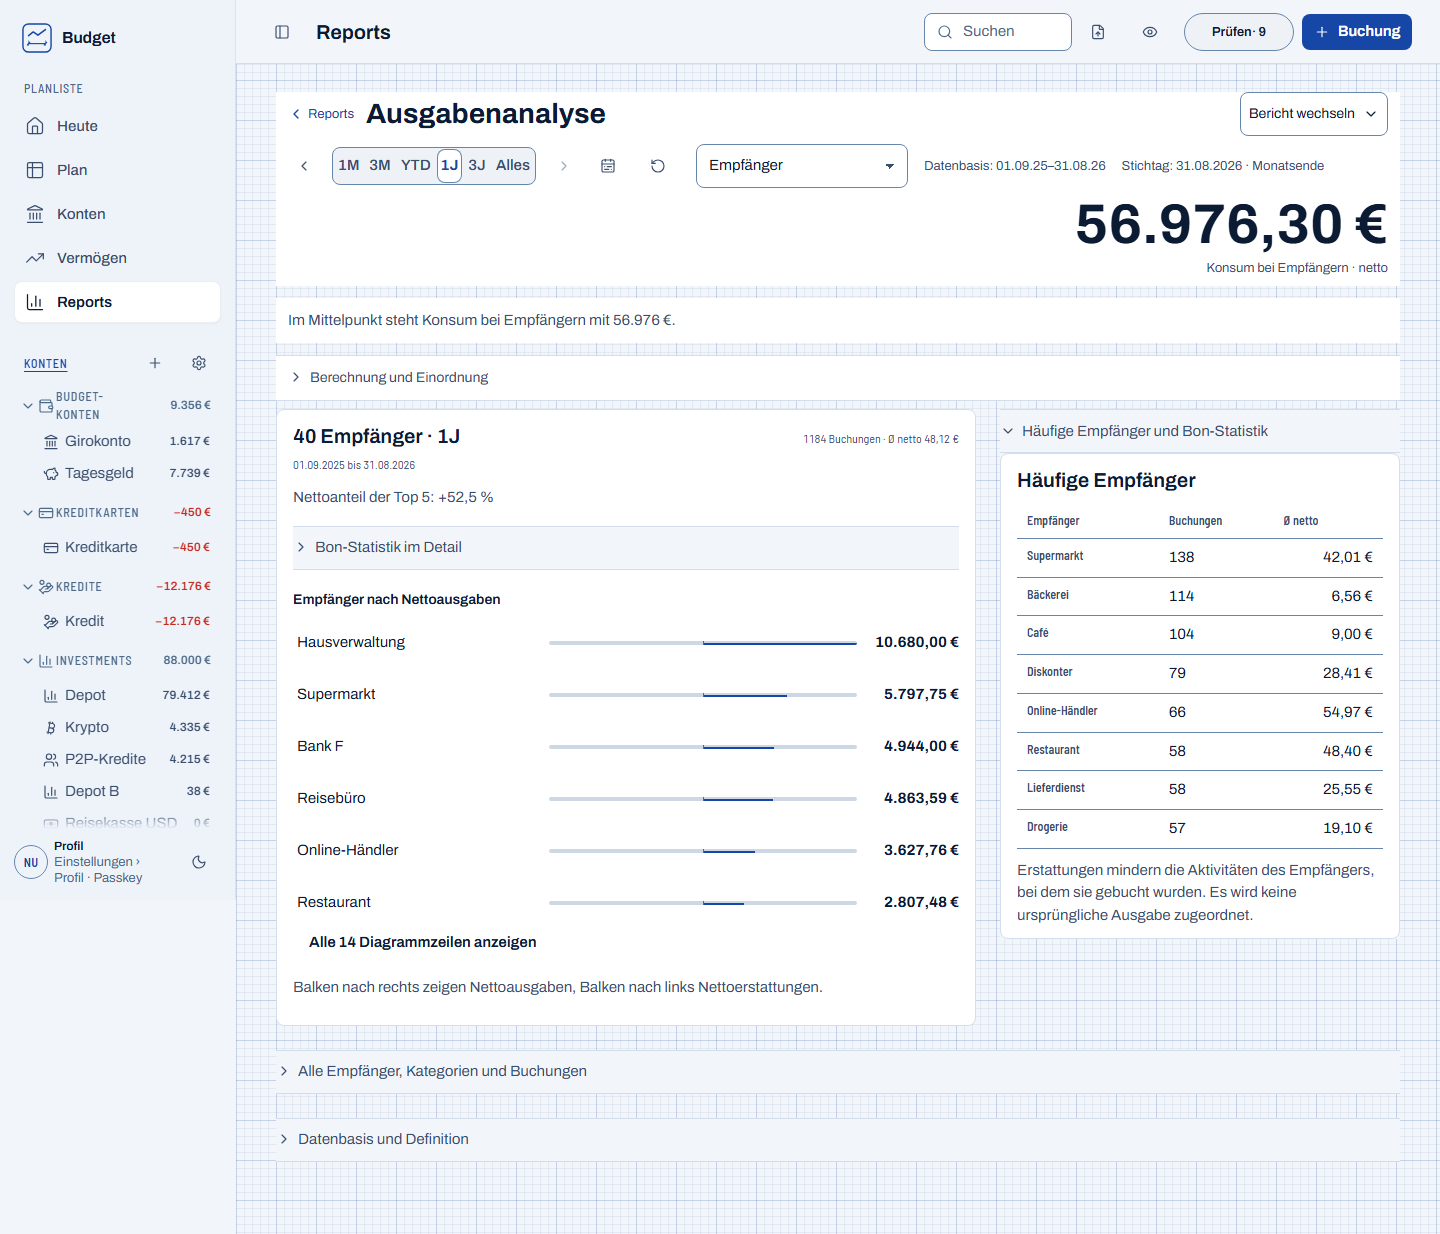 Budget
PLANLISTE
Heute
Plan
Konten
Vermögen
Reports
KONTEN
BUDGET-
KONTEN
9.356 €
Girokonto 1.617 €
Tagesgeld 7.739 €
KREDITKARTEN −450 €
Kreditkarte −450 €
KREDITE −12.176 €
Kredit −12.176 €
INVESTMENTS 88.000 €
Depot 79.412 €
Krypto 4.335 €
P2P-Kredite 4.215 €
Depot B 38 €
Reisekasse USD 0 €
NU
Profil
Einstellungen ›
Profil · Passkey
Reports
Suchen
Prüfen · 9
Buchung
Reports
Ausgabenanalyse
Bericht wechseln
1M 3M YTD 1J 3J Alles
Empfänger
Datenbasis: 01.09.25–31.08.26
Stichtag: 31.08.2026 · Monatsende
56.976,30 €
Konsum bei Empfängern · netto
Im Mittelpunkt steht Konsum bei Empfängern mit 56.976 €.
Berechnung und Einordnung
40 Empfänger · 1J
1184 Buchungen · Ø netto 48,12 €
01.09.2025 bis 31.08.2026
Nettoanteil der Top 5: +52,5 %
Bon-Statistik im Detail
Empfänger nach Nettoausgaben
Hausverwaltung 10.680,00 €
Supermarkt 5.797,75 €
Bank F 4.944,00 €
Reisebüro 4.863,59 €
Online-Händler 3.627,76 €
Restaurant 2.807,48 €
Alle 14 Diagrammzeilen anzeigen
Balken nach rechts zeigen Nettoausgaben, Balken nach links Nettoerstattungen.
Häufige Empfänger und Bon-Statistik
Häufige Empfänger
Empfänger Buchungen Ø netto
Supermarkt 138 42,01 €
Bäckerei 114 6,56 €
Café 104 9,00 €
Diskonter 79 28,41 €
Online-Händler 66 54,97 €
Restaurant 58 48,40 €
Lieferdienst 58 25,55 €
Drogerie 57 19,10 €
Erstattungen mindern die Aktivitäten des Empfängers,
bei dem sie gebucht wurden. Es wird keine
ursprüngliche Ausgabe zugeordnet.
Alle Empfänger, Kategorien und Buchungen
Datenbasis und Definition